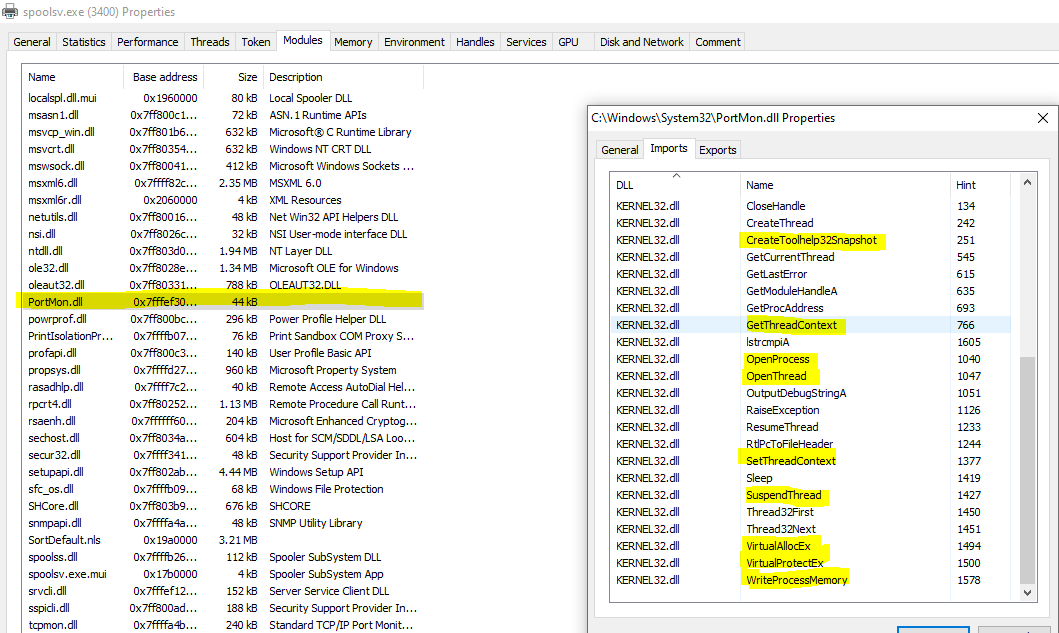 spoolsv.exe (3400) Properties
General Statistics Performance Threads Token Modules Memory Environment Handles Services GPU Disk and Network Comment
Name Base address Size Description
localspl.dll.mui 0x1960000 80 kB Local Spooler DLL
msasn1.dll 0x7ff800c1... 72 kB ASN.1 Runtime APIs
msvcp_win.dll 0x7ff801b6... 632 kB Microsoft® C Runtime Library
msvcrt.dll 0x7ff80354... 632 kB Windows NT CRT DLL
mswsock.dll 0x7ff80041... 412 kB Microsoft Windows Sockets ...
msxml6.dll 0x7ffff82c... 2.35 MB MSXML 6.0
msxml6r.dll 0x2060000 4 kB XML Resources
netutils.dll 0x7ff80016... 48 kB Net Win32 API Helpers DLL
nsi.dll 0x7ff8026c... 32 kB NSI User-mode interface DLL
ntdll.dll 0x7ff803d0... 1.94 MB NT Layer DLL
ole32.dll 0x7ff8028e... 1.34 MB Microsoft OLE for Windows
oleaut32.dll 0x7ff80331... 788 kB OLEAUT32.DLL
PortMon.dll 0x7fffef30... 44 kB
powrprof.dll 0x7ff800bc... 296 kB Power Profile Helper DLL
PrintIsolationPr... 0x7ffffb07... 76 kB Print Sandbox COM Proxy S...
profapi.dll 0x7ff800c3... 140 kB User Profile Basic API
propsys.dll 0x7ffffd27... 960 kB Microsoft Property System
rasadhlp.dll 0x7ffff7c2... 40 kB Remote Access AutoDial Hel...
rpcrt4.dll 0x7ff80252... 1.13 MB Remote Procedure Call Runt...
rsaenh.dll 0x7ffffff60... 204 kB Microsoft Enhanced Cryptog...
sechost.dll 0x7ff8034a... 604 kB Host for SCM/SDDL/LSA Loo...
secur32.dll 0x7ffff341... 48 kB Security Support Provider In...
setupapi.dll 0x7ff802ab... 4.44 MB Windows Setup API
sfc_os.dll 0x7ffffb09... 68 kB Windows File Protection
SHCore.dll 0x7ff803b9... 676 kB SHCORE
snmpapi.dll 0x7ffffa4a... 48 kB SNMP Utility Library
SortDefault.nls 0x19a0000 3.21 MB
spoolss.dll 0x7ffffb26... 112 kB Spooler SubSystem DLL
spoolsv.exe.mui 0x17b0000 4 kB Spooler SubSystem App
srvcli.dll 0x7fffef12... 152 kB Server Service Client DLL
sspicli.dll 0x7ff800ad... 188 kB Security Support Provider In...
tcpmon.dll 0x7ffffa4b... 240 kB Standard TCP/IP Port Monit...
C:\Windows\System32\PortMon.dll Properties
General Imports Exports
DLL Name Hint
KERNEL32.dll CloseHandle 134
KERNEL32.dll CreateThread 242
KERNEL32.dll CreateToolhelp32Snapshot 251
KERNEL32.dll GetCurrentThread 545
KERNEL32.dll GetLastError 615
KERNEL32.dll GetModuleHandleA 635
KERNEL32.dll GetProcAddress 693
KERNEL32.dll GetThreadContext 766
KERNEL32.dll lstrcmpiA 1605
KERNEL32.dll OpenProcess 1040
KERNEL32.dll OpenThread 1047
KERNEL32.dll OutputDebugStringA 1051
KERNEL32.dll RaiseException 1126
KERNEL32.dll ResumeThread 1233
KERNEL32.dll RtlPcToFileHeader 1244
KERNEL32.dll SetThreadContext 1377
KERNEL32.dll Sleep 1419
KERNEL32.dll SuspendThread 1427
KERNEL32.dll Thread32First 1450
KERNEL32.dll Thread32Next 1451
KERNEL32.dll VirtualAllocEx 1494
KERNEL32.dll VirtualProtectEx 1500
KERNEL32.dll WriteProcessMemory 1578